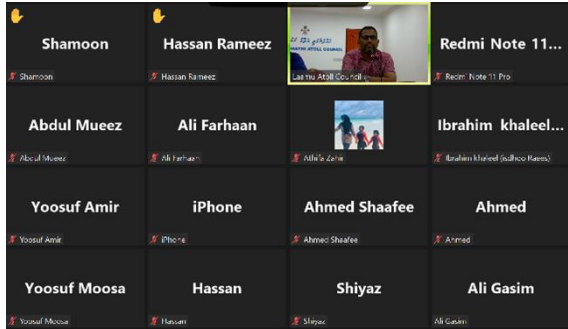 Shamoon
Shamoon
Hassan Rameez
Hassan Rameez
Laamu Atoll Council
Redmi Note 11...
Redmi Note 11 Pro
Abdul Mueez
Abdul Mueez
Ali Farhaan
Ali Farhaan
Athifa Zahir
Ibrahim khaleel...
Ibrahim khaleel (isdhoo Raees)
Yoosuf Amir
Yoosuf Amir
iPhone
iPhone
Ahmed Shaafee
Ahmed Shaafee
Ahmed
Ahmed
Yoosuf Moosa
Yoosuf Moosa
Hassan
Hassan
Shiyaz
Shiyaz
Ali Gasim
Ali Gasim